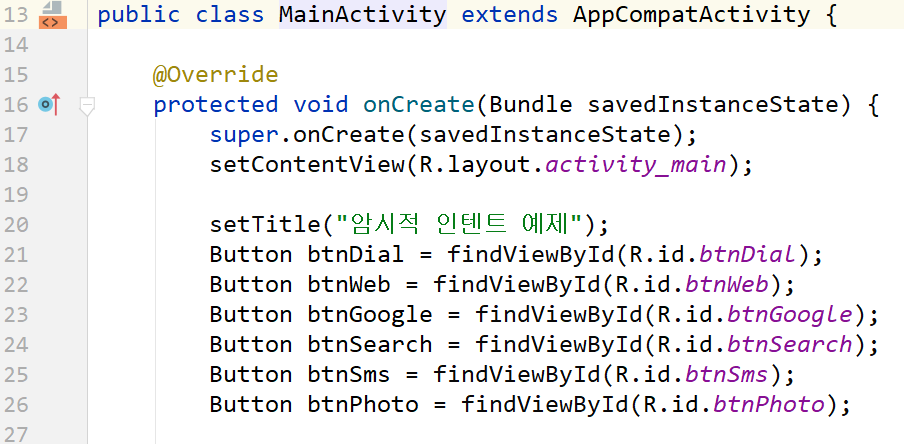 13 public class MainActivity extends AppCompatActivity {
14
15     @Override
16     protected void onCreate(Bundle savedInstanceState) {
17         super.onCreate(savedInstanceState);
18         setContentView(R.layout.activity_main);
19
20         setTitle("암시적 인텐트 예제");
21         Button btnDial = findViewById(R.id.btnDial);
22         Button btnWeb = findViewById(R.id.btnWeb);
23         Button btnGoogle = findViewById(R.id.btnGoogle);
24         Button btnSearch = findViewById(R.id.btnSearch);
25         Button btnSms = findViewById(R.id.btnSms);
26         Button btnPhoto = findViewById(R.id.btnPhoto);
27